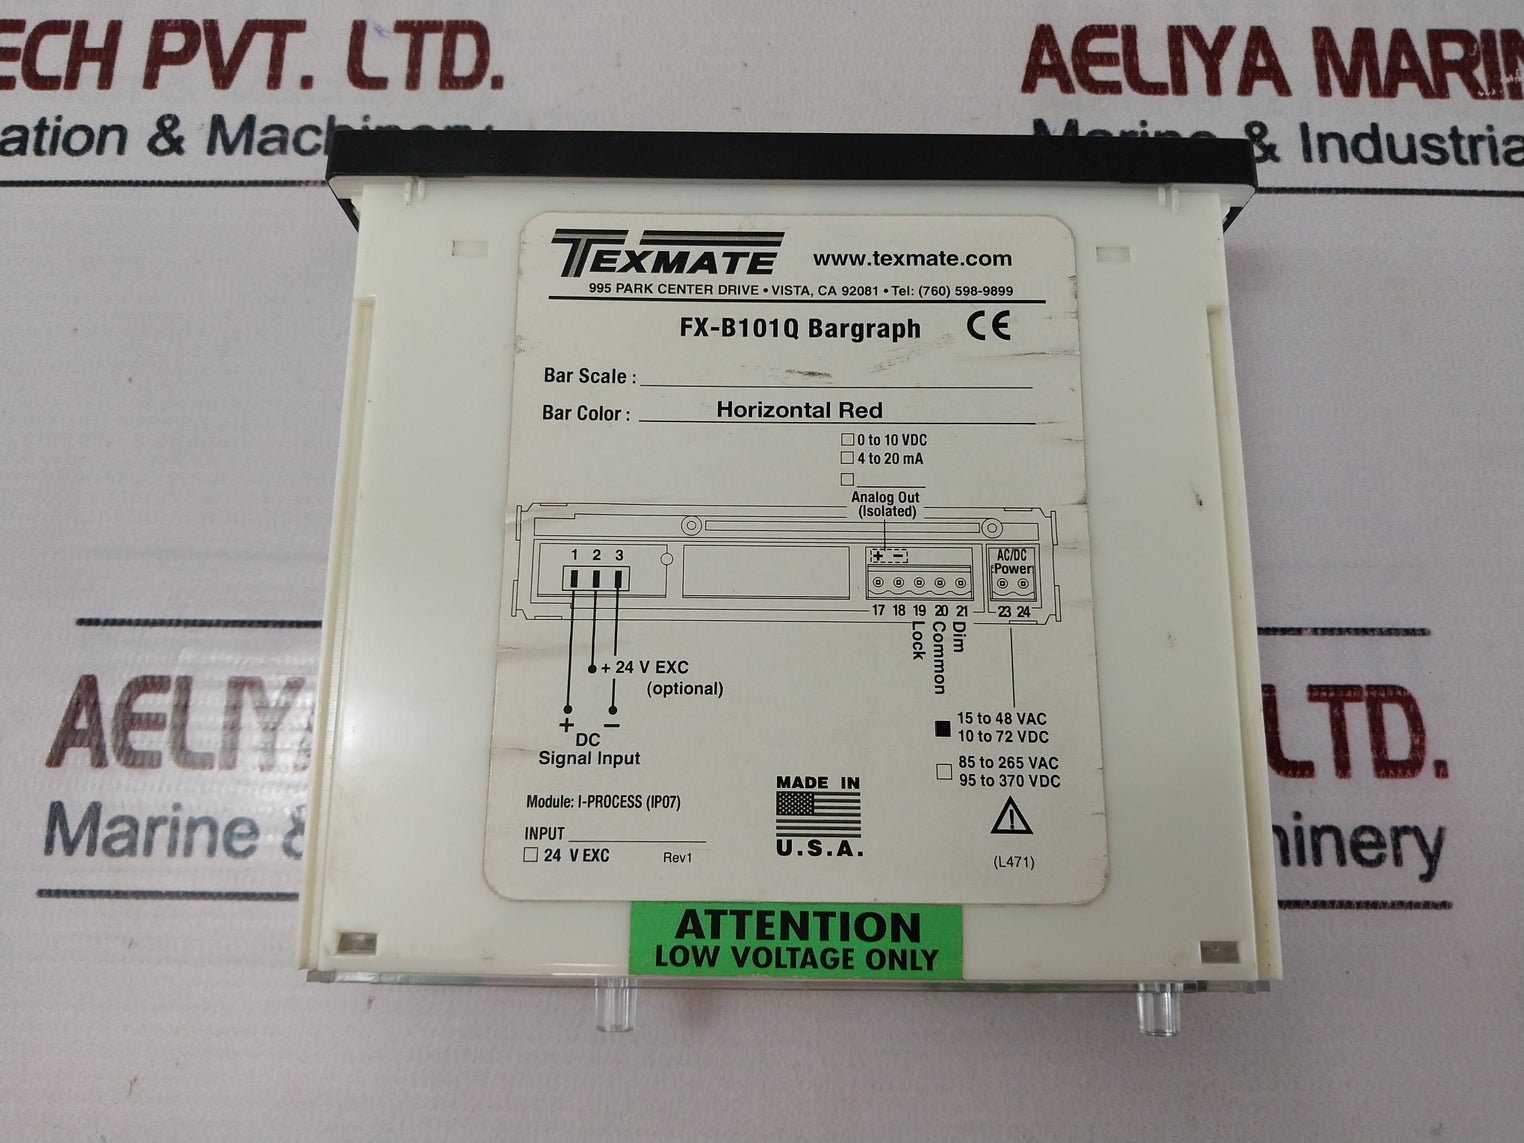 ECH PVT. LTD.
ation & Machinery
AELIYA MARIN
Marine & Industria
TEXMATE www.texmate.com
995 PARK CENTER DRIVE • VISTA, CA 92081 • Tel: (760) 598-9899
FX-B101Q Bargraph CE
Bar Scale :
Bar Color : Horizontal Red
0 to 10 VDC
4 to 20 mA
Analog Out
(Isolated)
1 2 3
+ −
AC/DC
Power
17 18 19 20 21 23 24
Lock
Common
Dim
+ 24 V EXC
(optional)
+ −
DC
Signal Input
15 to 48 VAC
10 to 72 VDC
85 to 265 VAC
95 to 370 VDC
Module: I-PROCESS (IP07)
INPUT
24 V EXC Rev1
MADE IN
U.S.A.
!
(L471)
ATTENTION
LOW VOLTAGE ONLY
AELIY
Marine &
LTD.
hinery